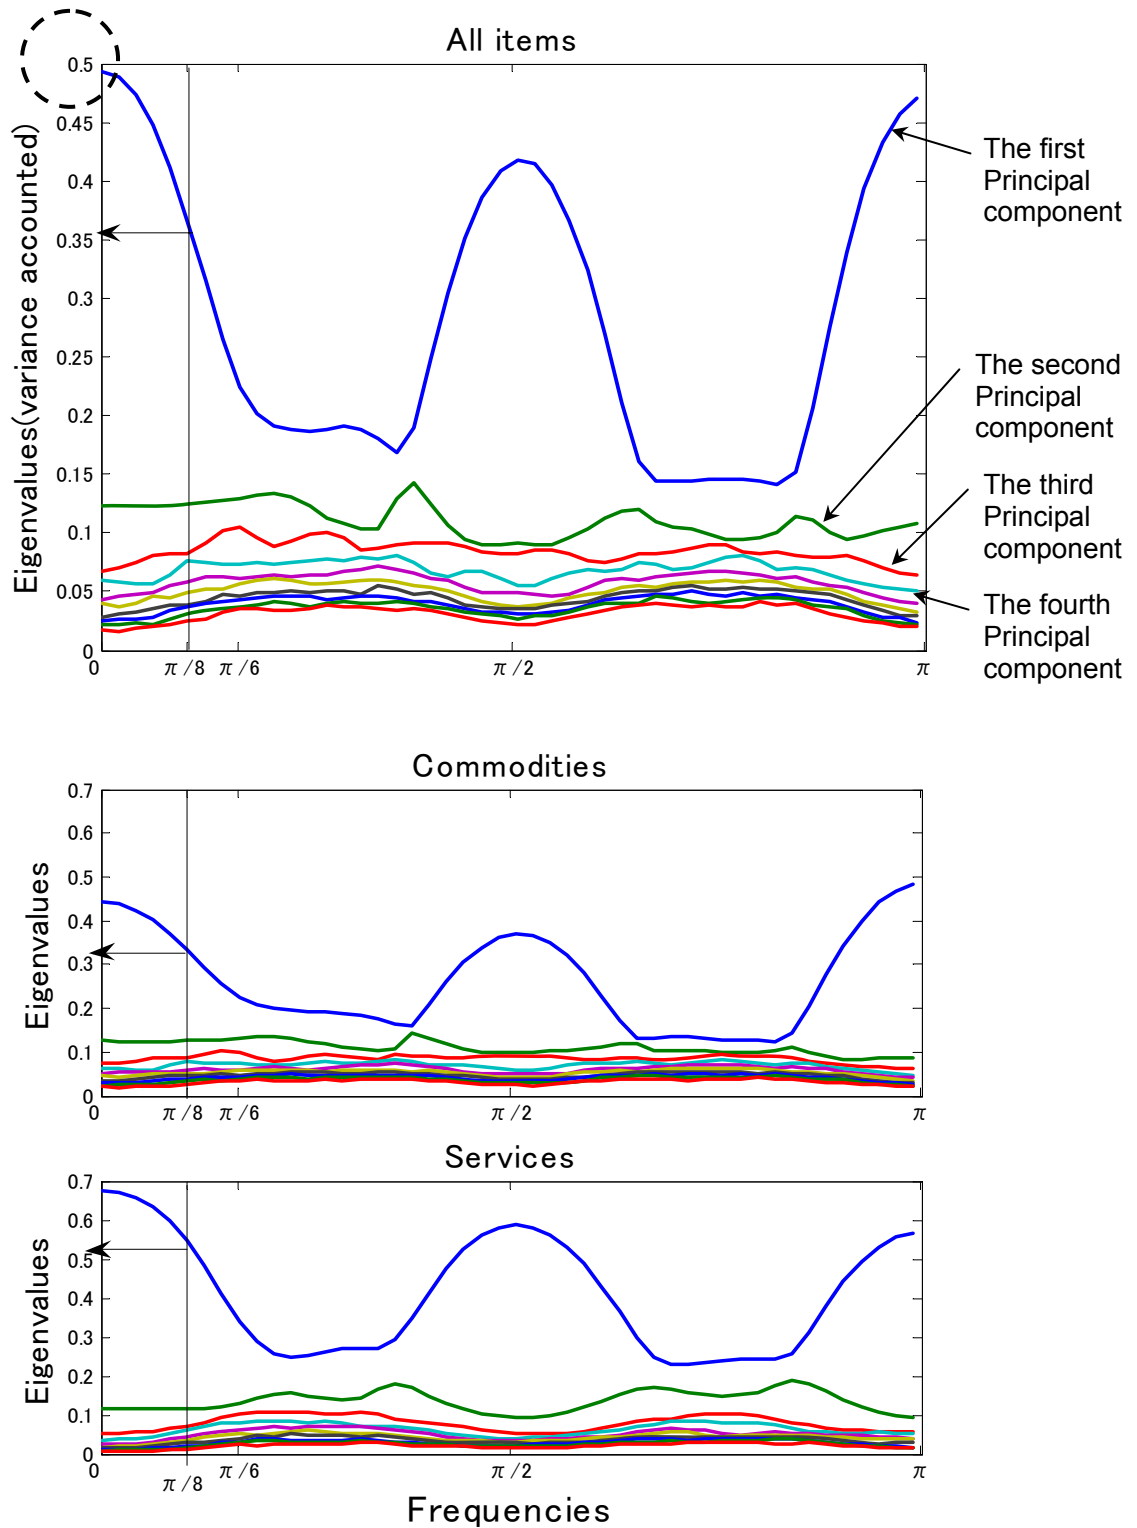 All items
Eigenvalues(variance accounted)
0.5
0.45
0.4
0.35
0.3
0.25
0.2
0.15
0.1
0.05
0
0 π/8 π/6 π/2 π
The first
Principal
component
The second
Principal
component
The third
Principal
component
The fourth
Principal
component
Commodities
Eigenvalues
0.7
0.6
0.5
0.4
0.3
0.2
0.1
0
0 π/8 π/6 π/2 π
Services
Eigenvalues
0.7
0.6
0.5
0.4
0.3
0.2
0.1
0
0 π/8 π/6 π/2 π
Frequencies